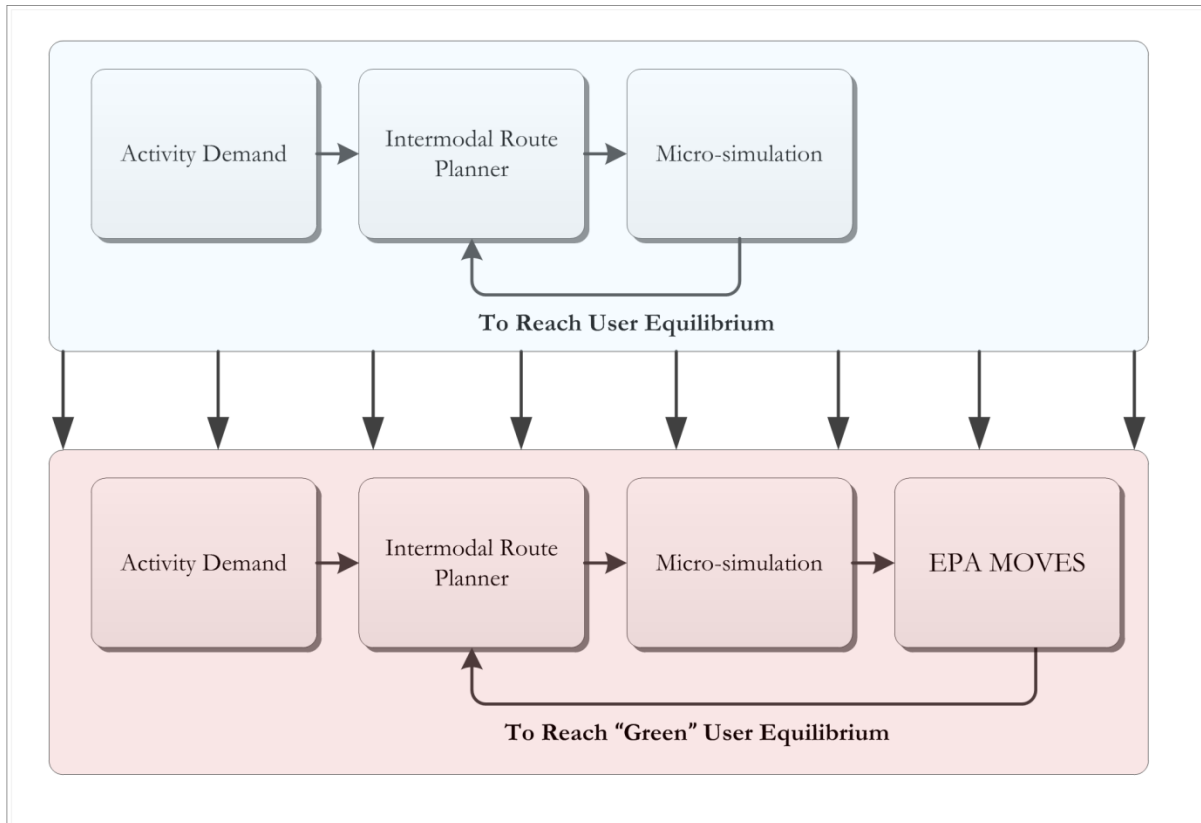 Activity Demand
Intermodal Route
Planner
Micro-simulation
To Reach User Equilibrium
Activity Demand
Intermodal Route
Planner
Micro-simulation
EPA MOVES
To Reach “Green” User Equilibrium